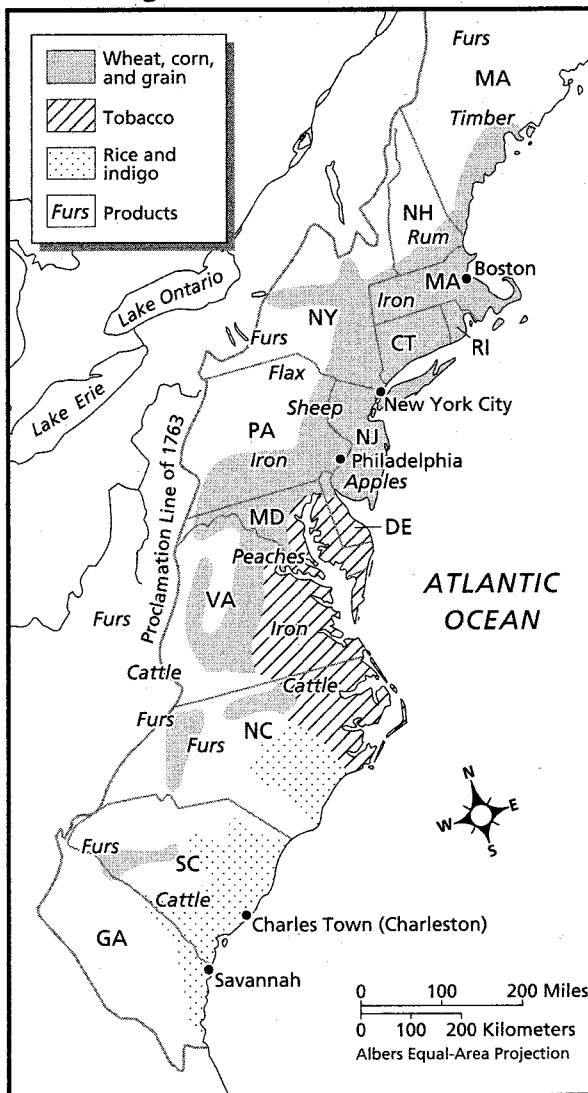 Wheat, corn,
and grain
Tobacco
Rice and
indigo
Furs Products
Furs
MA
Timber
NH
Rum
Boston
MA
Iron
Lake Ontario
NY
CT
RI
Furs
Lake Erie
Flax
New York City
Sheep
PA
NJ
Iron
Philadelphia
Apples
Proclamation Line of 1763
MD
DE
Peaches
VA
ATLANTIC
OCEAN
Furs
Iron
Cattle
Cattle
Furs
NC
Furs
N
W E
S
Furs
SC
Cattle
Charles Town (Charleston)
GA
Savannah
0 100 200 Miles
0 100 200 Kilometers
Albers Equal-Area Projection